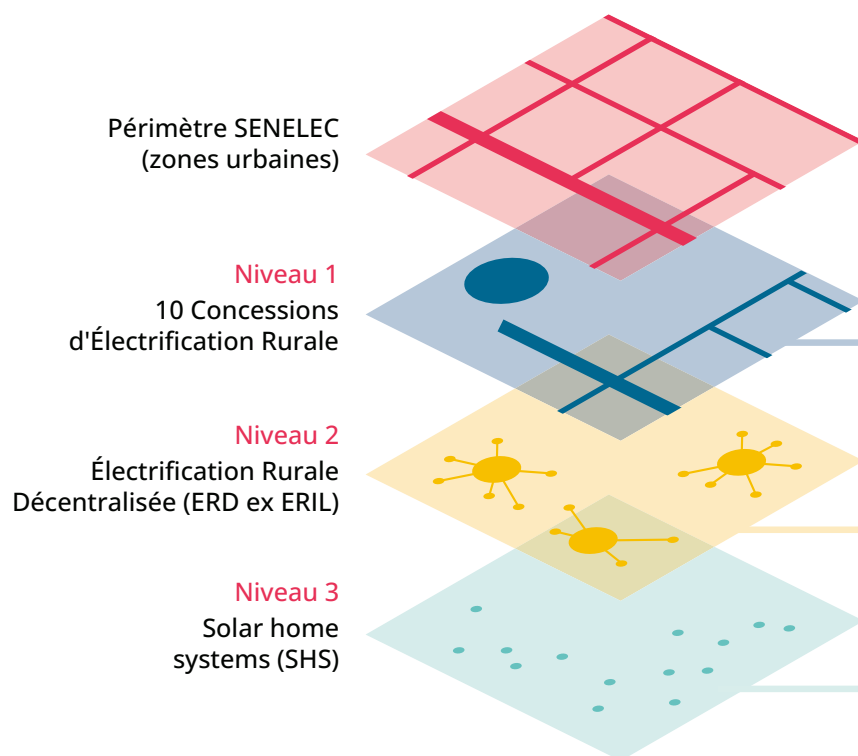 Périmètre SENELEC
(zones urbaines)
Niveau 1
10 Concessions
d'Électrification Rurale
Niveau 2
Électrification Rurale
Décentralisée (ERD ex ERIL)
Niveau 3
Solar home
systems (SHS)